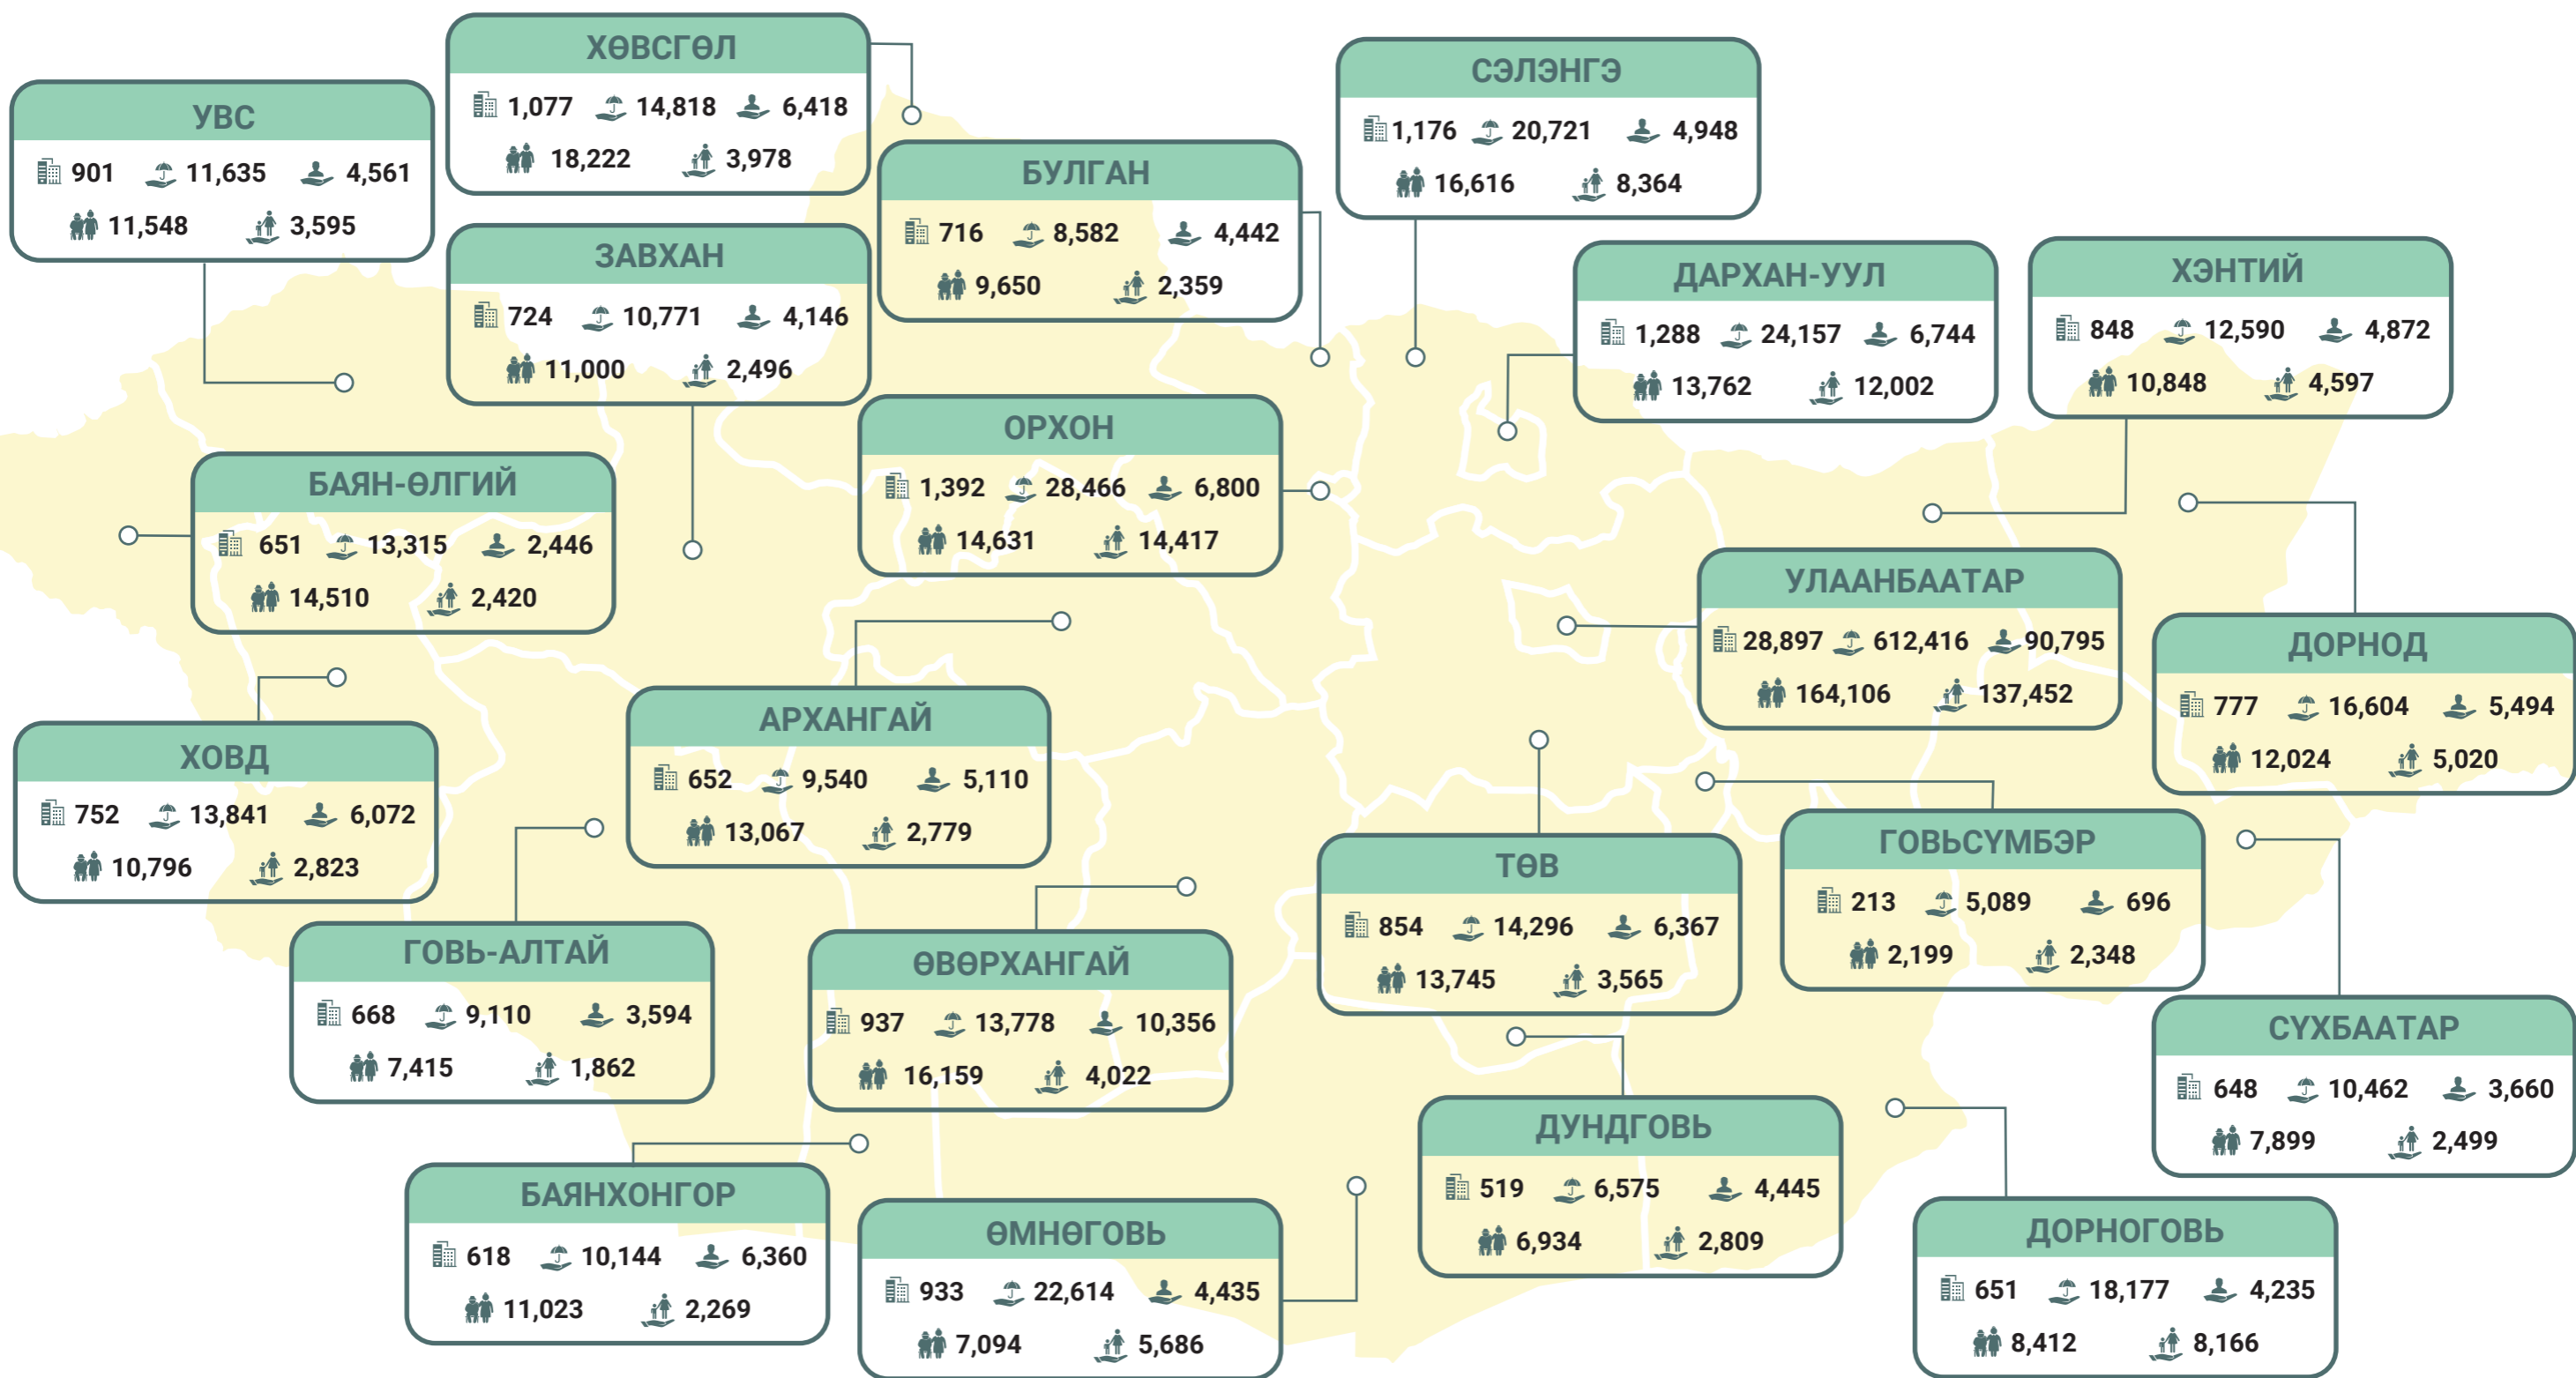 ХӨВСГӨЛ
1,077 14,818 6,418
18,222 3,978
СЭЛЭНГЭ
1,176 20,721 4,948
16,616 8,364
УВС
901 11,635 4,561
11,548 3,595
БУЛГАН
716 8,582 4,442
9,650 2,359
ЗАВХАН
724 10,771 4,146
11,000 2,496
ДАРХАН-УУЛ
1,288 24,157 6,744
13,762 12,002
ХЭНТИЙ
848 12,590 4,872
10,848 4,597
ОРХОН
1,392 28,466 6,800
14,631 14,417
БАЯН-ӨЛГИЙ
651 13,315 2,446
14,510 2,420
УЛААНБААТАР
28,897 612,416 90,795
164,106 137,452
ДОРНОД
777 16,604 5,494
12,024 5,020
АРХАНГАЙ
652 9,540 5,110
13,067 2,779
ХОВД
752 13,841 6,072
10,796 2,823
ГОВЬСҮМБЭР
213 5,089 696
2,199 2,348
ТӨВ
854 14,296 6,367
13,745 3,565
ГОВЬ-АЛТАЙ
668 9,110 3,594
7,415 1,862
ӨВӨРХАНГАЙ
937 13,778 10,356
16,159 4,022
СҮХБААТАР
648 10,462 3,660
7,899 2,499
ДУНДГОВЬ
519 6,575 4,445
6,934 2,809
БАЯНХОНГОР
618 10,144 6,360
11,023 2,269
ӨМНӨГОВЬ
933 22,614 4,435
7,094 5,686
ДОРНОГОВЬ
651 18,177 4,235
8,412 8,166